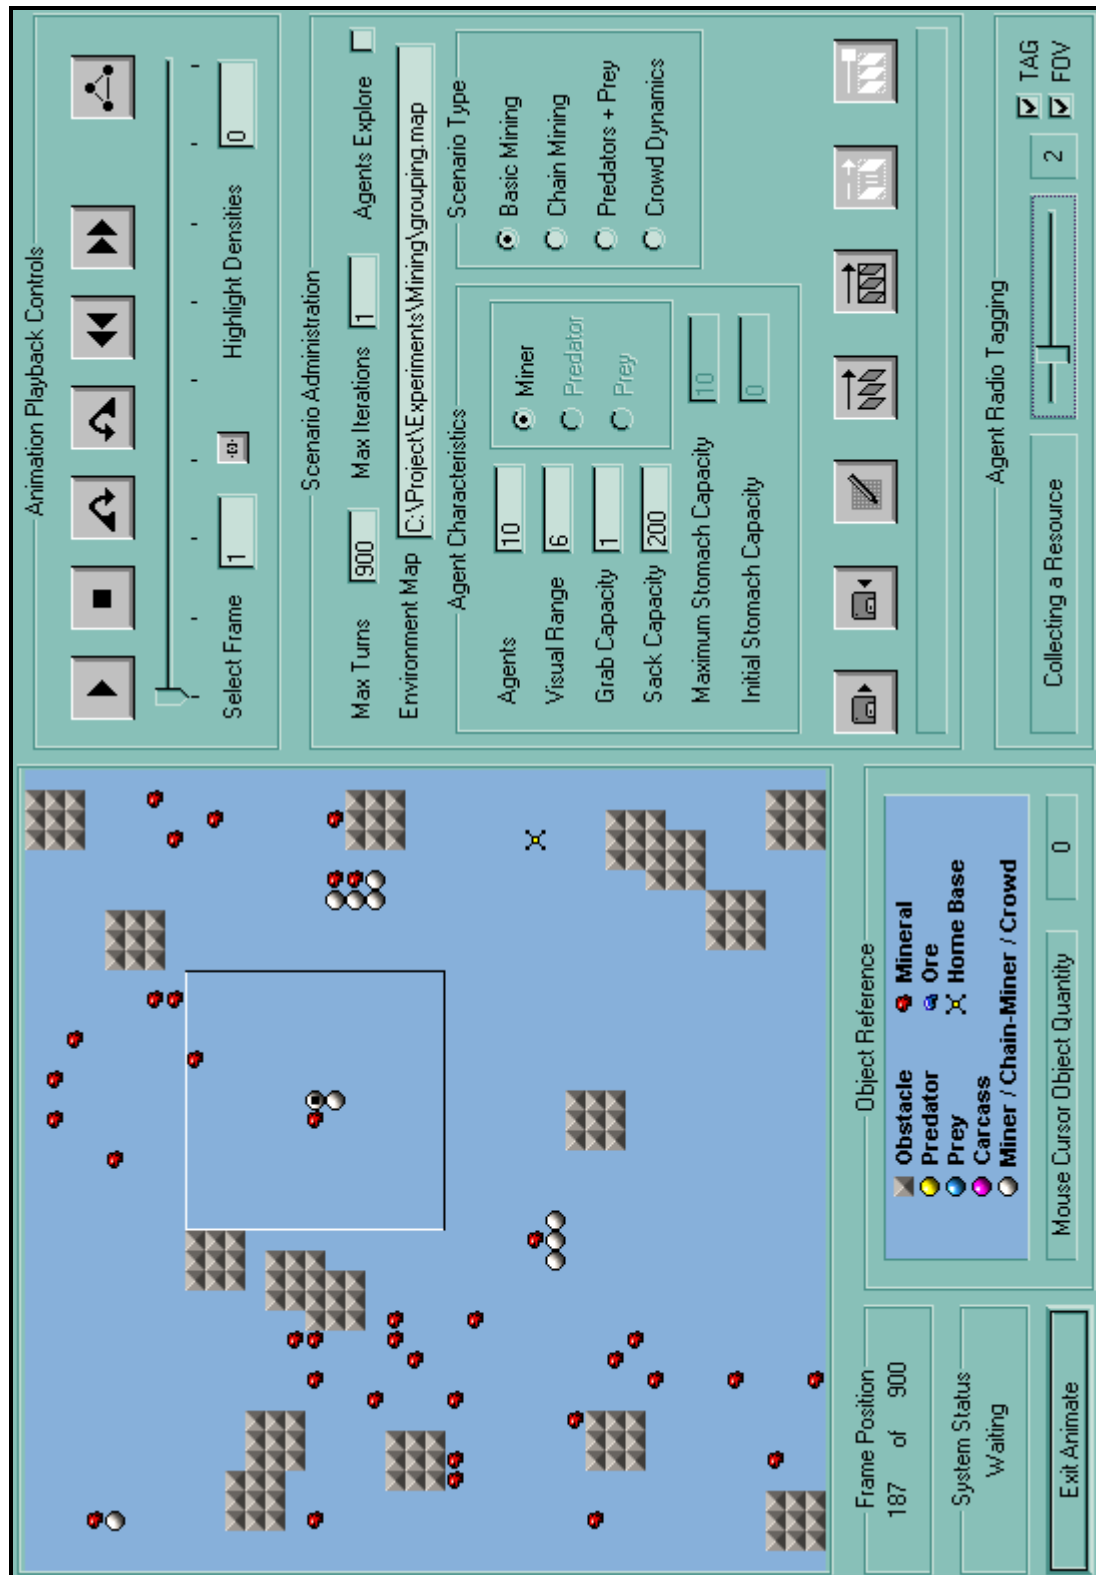 Animation Playback Controls
Select Frame 1 Highlight Densities 0
Scenario Administration
Max Turns 900 Max Iterations 1 Agents Explore
Environment Map C:\Project\Experiments\Mining\grouping.map
Agent Characteristics
Agents 10
Visual Range 6
Grab Capacity 1
Sack Capacity 200
Maximum Stomach Capacity 10
Initial Stomach Capacity 0
Miner
Predator
Prey
Scenario Type
Basic Mining
Chain Mining
Predators + Prey
Crowd Dynamics
Agent Radio Tagging
Collecting a Resource 2
TAG
FOV
Frame Position
187 of 900
System Status
Waiting
Exit Animate
Object Reference
Obstacle Mineral
Predator Ore
Prey Home Base
Carcass
Miner / Chain-Miner / Crowd
Mouse Cursor Object Quantity 0